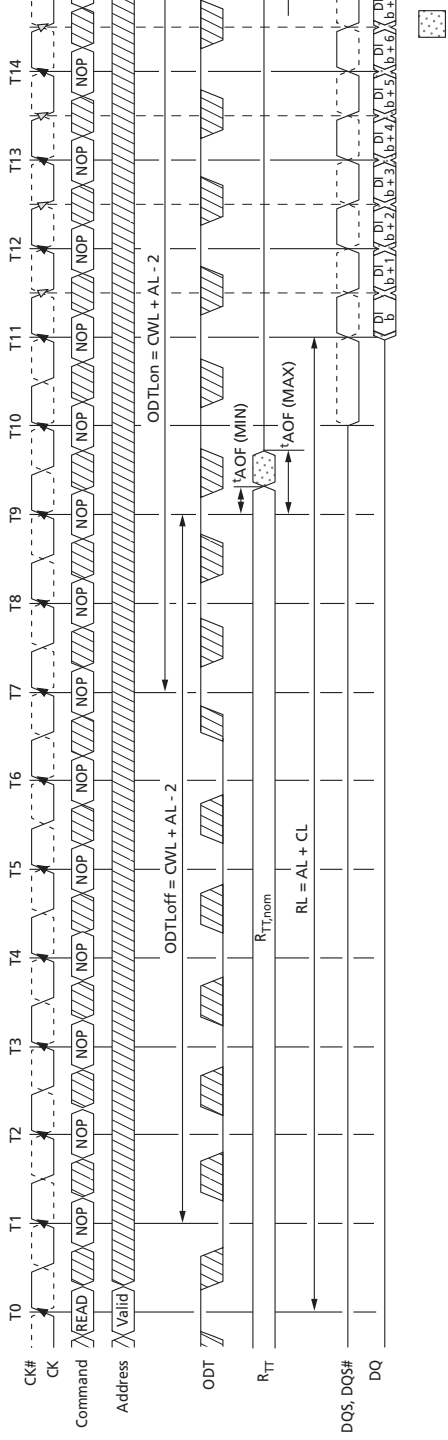 T0 T1 T2 T3 T4 T5 T6 T7 T8 T9 T10 T11 T12 T13 T14
CK#
CK
Command READ NOP NOP NOP NOP NOP NOP NOP NOP NOP NOP NOP NOP NOP NOP
Address Valid
ODTLon = CWL + AL - 2
ODTLoff = CWL + AL - 2
ODT
tAOF (MIN)
RTT RTT,nom
tAOF (MAX)
RL = AL + CL
DQS, DQS#
DQ DI b DI b + 1 DI b + 2 DI b + 3 DI b + 4 DI b + 5 DI b + 6 DI b +